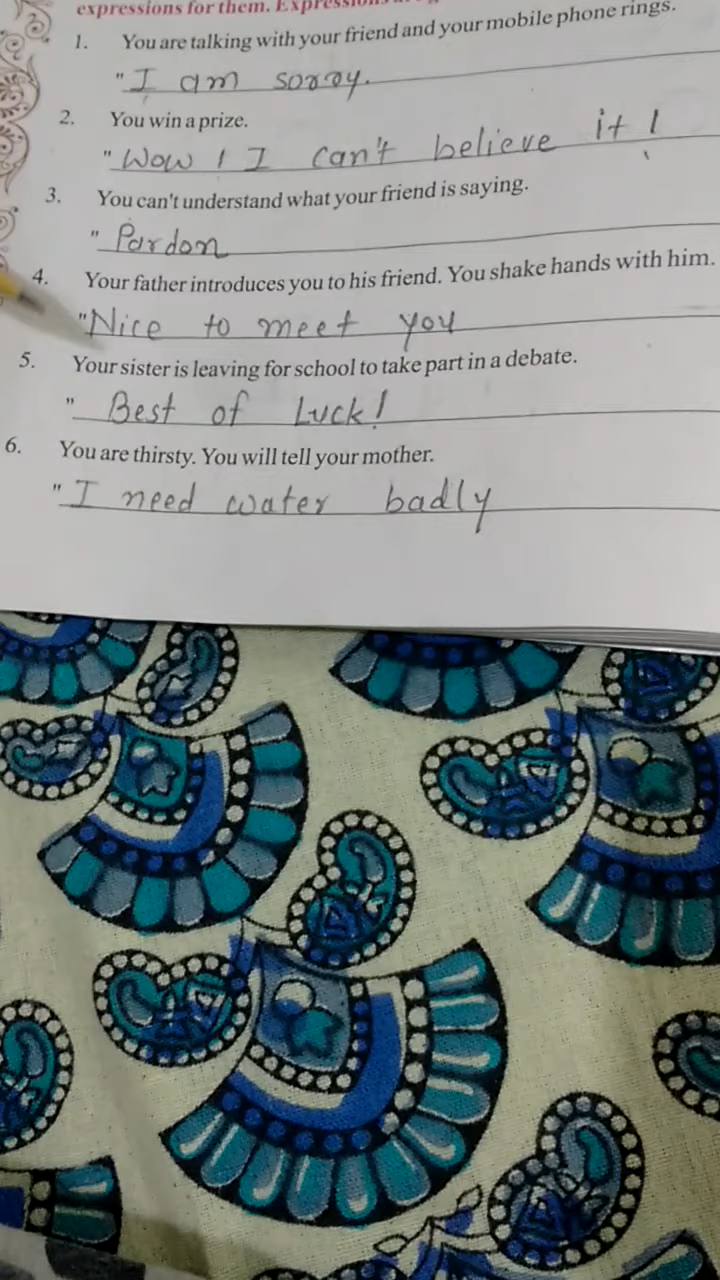 expressions for them.
1. You are talking with your friend and your mobile phone rings.
"I am sorry.
2. You win a prize.
"Wow! I can't believe it!
3. You can't understand what your friend is saying.
"Pardon
4. Your father introduces you to his friend. You shake hands with him.
"Nice to meet you
5. Your sister is leaving for school to take part in a debate.
"Best of Luck!
6. You are thirsty. You will tell your mother.
"I need water badly